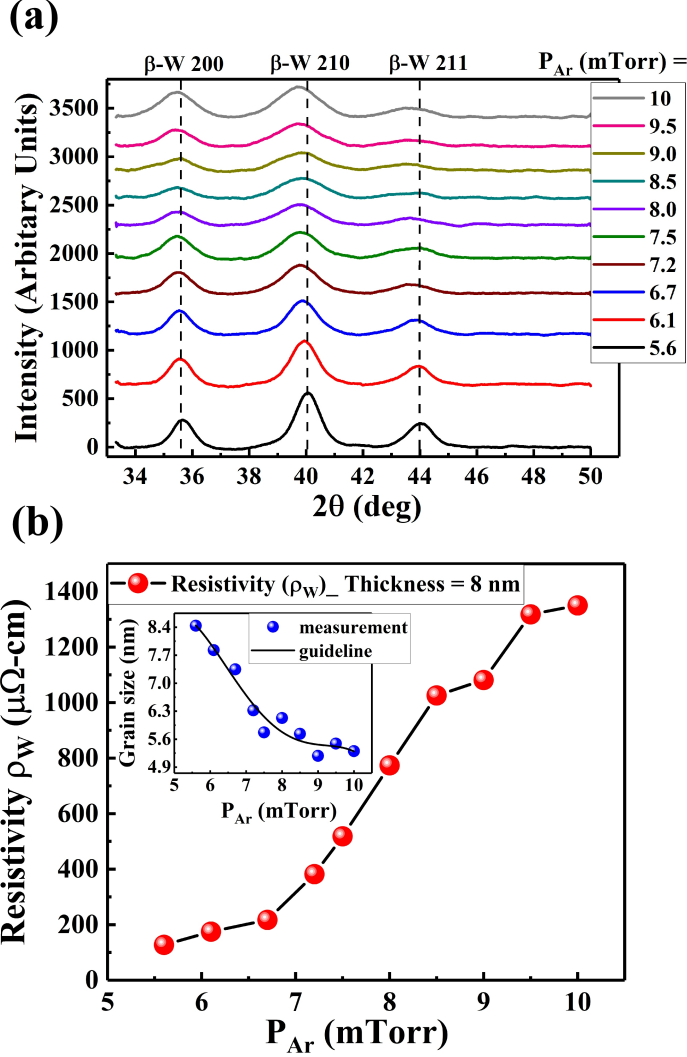 (a)
β-W 200 β-W 210 β-W 211 P_Ar (mTorr) =
10
9.5
9.0
8.5
8.0
7.5
7.2
6.7
6.1
5.6
Intensity (Arbitary Units)
3500
3000
2500
2000
1500
1000
500
0
34 36 38 40 42 44 46 48 50
2θ (deg)
(b)
Resistivity (ρ_W)_ Thickness = 8 nm
Resistivity ρ_W (μΩ-cm)
1400
1200
1000
800
600
400
200
0
measurement
guideline
Grain size (nm)
8.4
7.7
7.0
6.3
5.6
4.9
5 6 7 8 9 10
P_Ar (mTorr)
5 6 7 8 9 10
P_Ar (mTorr)